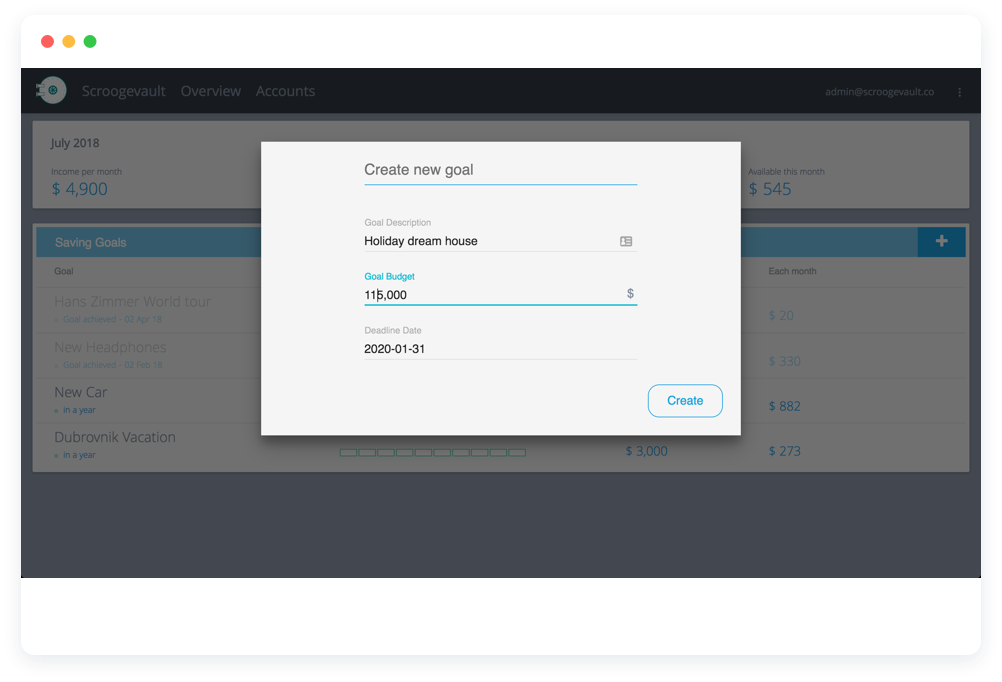 Scroogevault Overview Accounts admin@scroogevault.co
July 2018
Income per month
$ 4,900
Available this month
$ 545
Create new goal
Goal Description
Holiday dream house
Goal Budget
115,000 $
Deadline Date
2020-01-31
Create
Saving Goals +
Goal Each month
Hans Zimmer World tour
Goal achieved - 02 Apr 18
$ 20
New Headphones
Goal achieved - 02 Feb 18
$ 330
New Car
in a year
$ 882
Dubrovnik Vacation
in a year
$ 3,000 $ 273